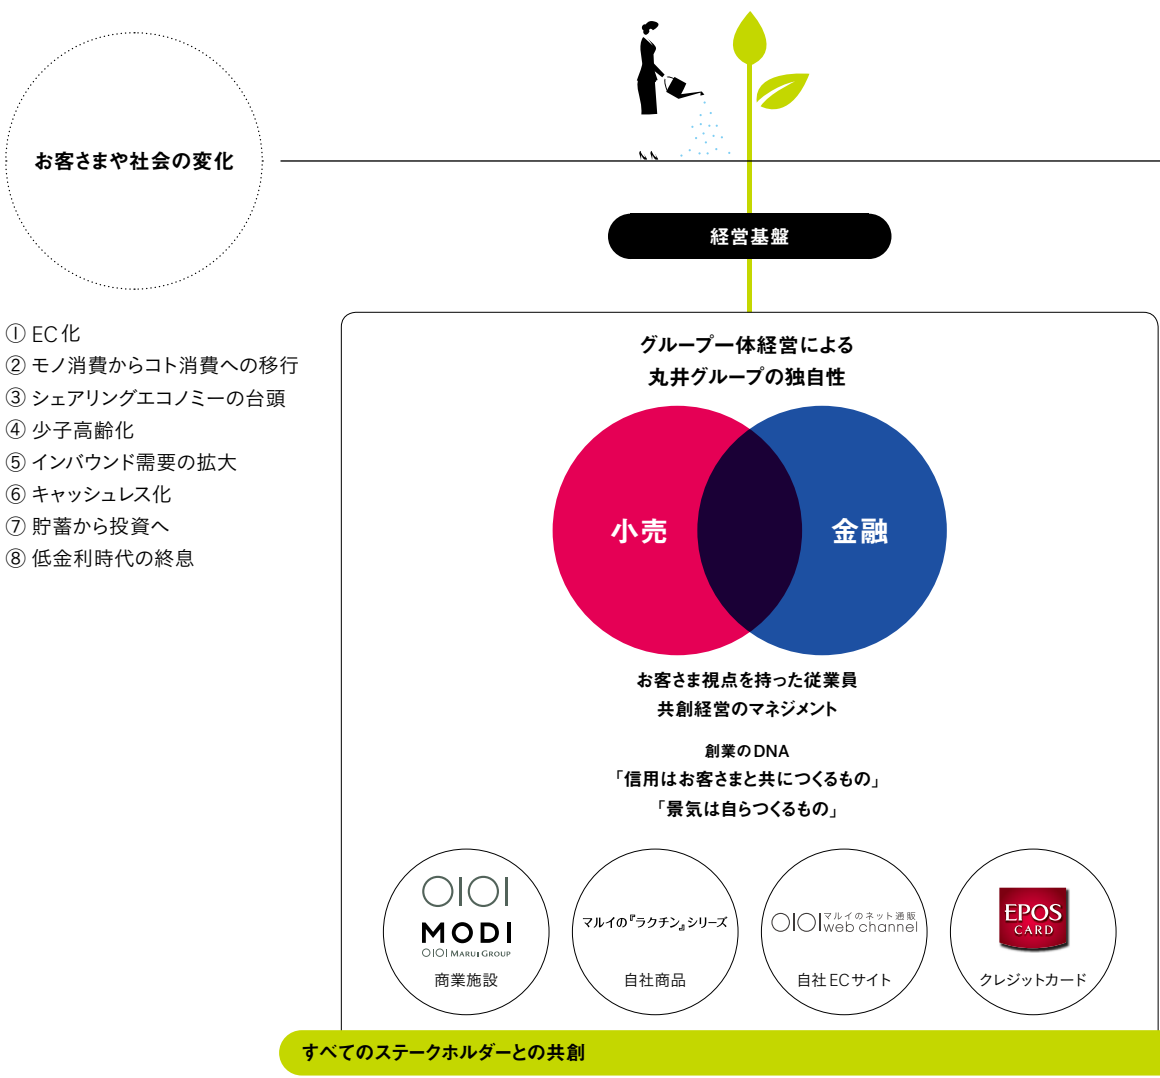 お客さまや社会の変化
① EC化
② モノ消費からコト消費への移行
③ シェアリングエコノミーの台頭
④ 少子高齢化
⑤ インバウンド需要の拡大
⑥ キャッシュレス化
⑦ 貯蓄から投資へ
⑧ 低金利時代の終息
経営基盤
グループ一体経営による
丸井グループの独自性
小売
金融
お客さま視点を持った従業員
共創経営のマネジメント
創業のDNA
「信用はお客さまと共につくるもの」
「景気は自らつくるもの」
OIOI
MODI
OIOI MARUI GROUP
商業施設
マルイの『ラクチン』シリーズ
自社商品
OIOI マルイのネット通販
web channel
自社ECサイト
EPOS
CARD
クレジットカード
すべてのステークホルダーとの共創